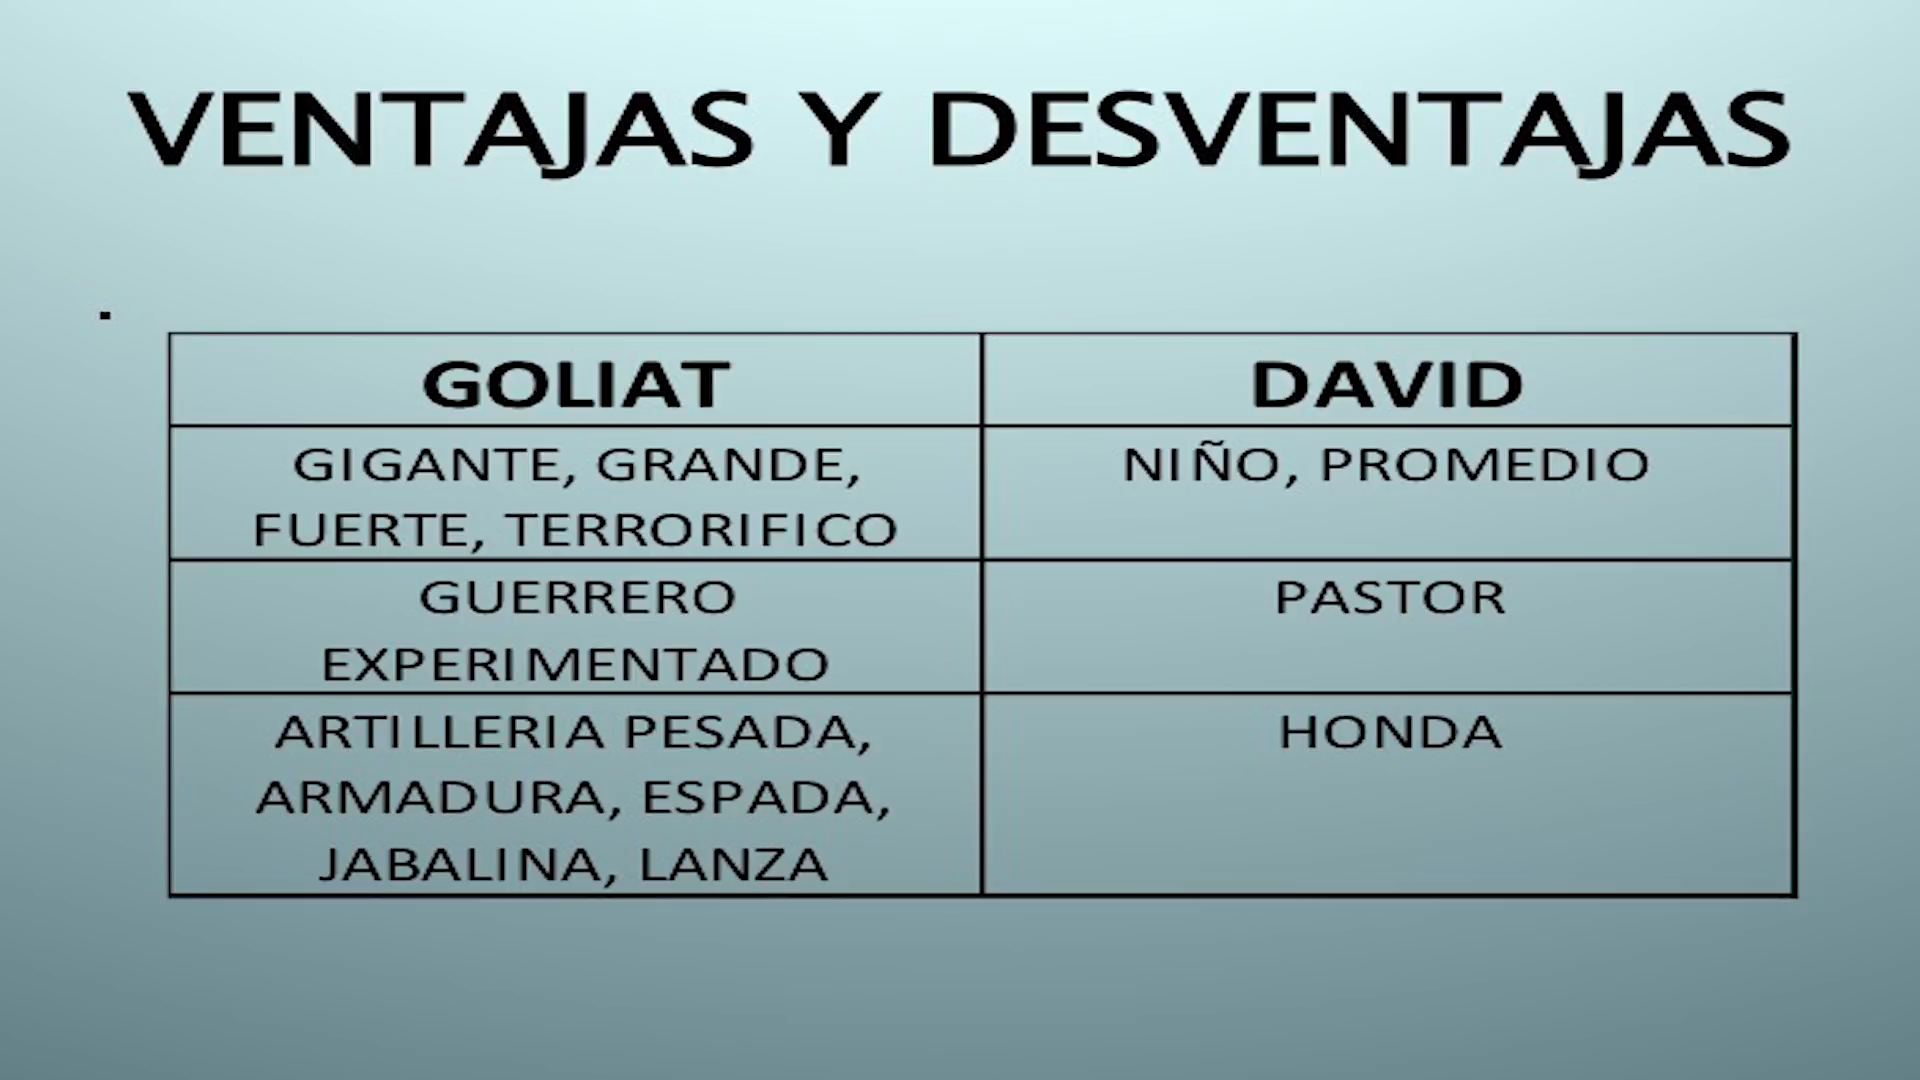 VENTAJAS Y DESVENTAJAS
GOLIAT
DAVID
GIGANTE, GRANDE,
FUERTE, TERRORIFICO
NIÑO, PROMEDIO
GUERRERO
EXPERIMENTADO
PASTOR
ARTILLERIA PESADA,
ARMADURA, ESPADA,
JABALINA, LANZA
HONDA